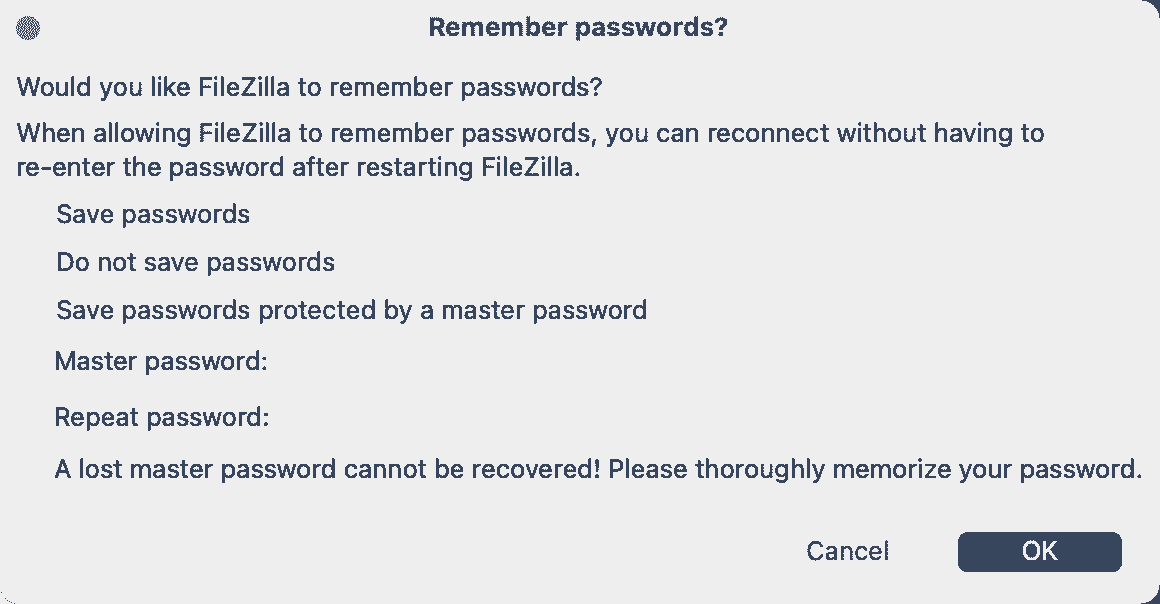 Remember passwords?
Would you like FileZilla to remember passwords?
When allowing FileZilla to remember passwords, you can reconnect without having to
re-enter the password after restarting FileZilla.
Save passwords
Do not save passwords
Save passwords protected by a master password
Master password:
Repeat password:
A lost master password cannot be recovered! Please thoroughly memorize your password.
Cancel
OK